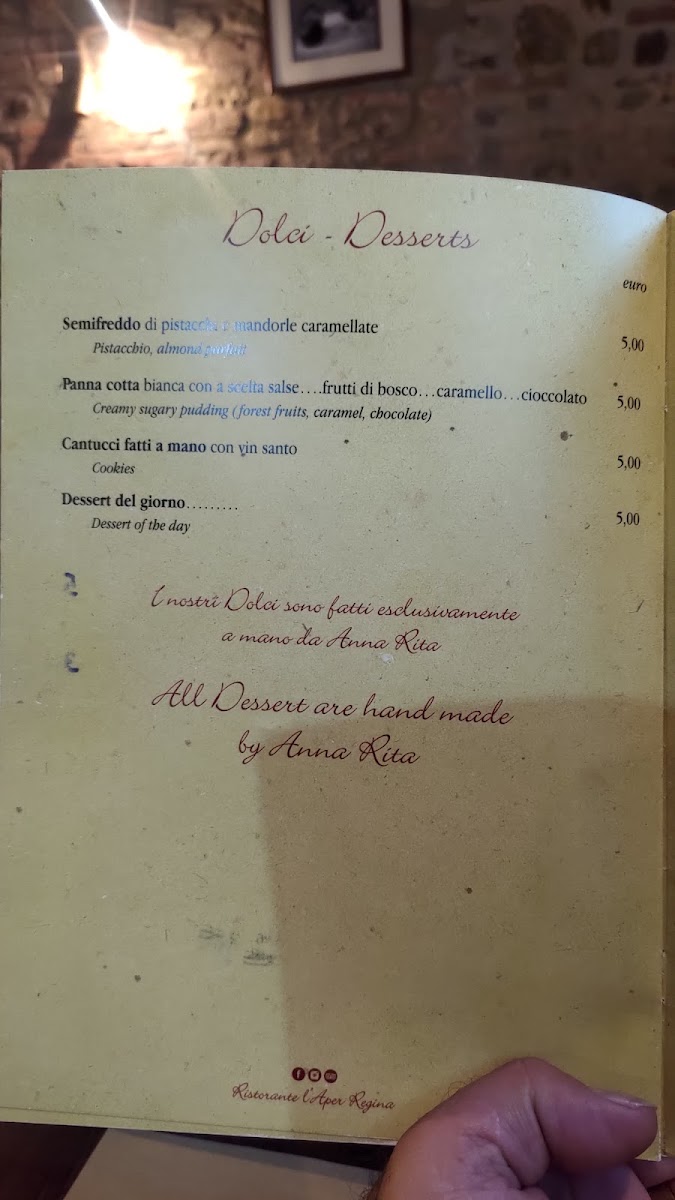 Dolci - Desserts
euro
Semifreddo di pistacchi e mandorle caramellate 5,00
Pistacchio, almond parfait
Panna cotta bianca con a scelta salse....frutti di bosco...caramello...cioccolato 5,00
Creamy sugary pudding (forest fruits, caramel, chocolate)
Cantucci fatti a mano con vin santo 5,00
Cookies
Dessert del giorno......... 5,00
Dessert of the day
I nostri Dolci sono fatti esclusivamente
a mano da Anna Rita
All Dessert are hand made
by Anna Rita
Ristorante l'Aper Regina